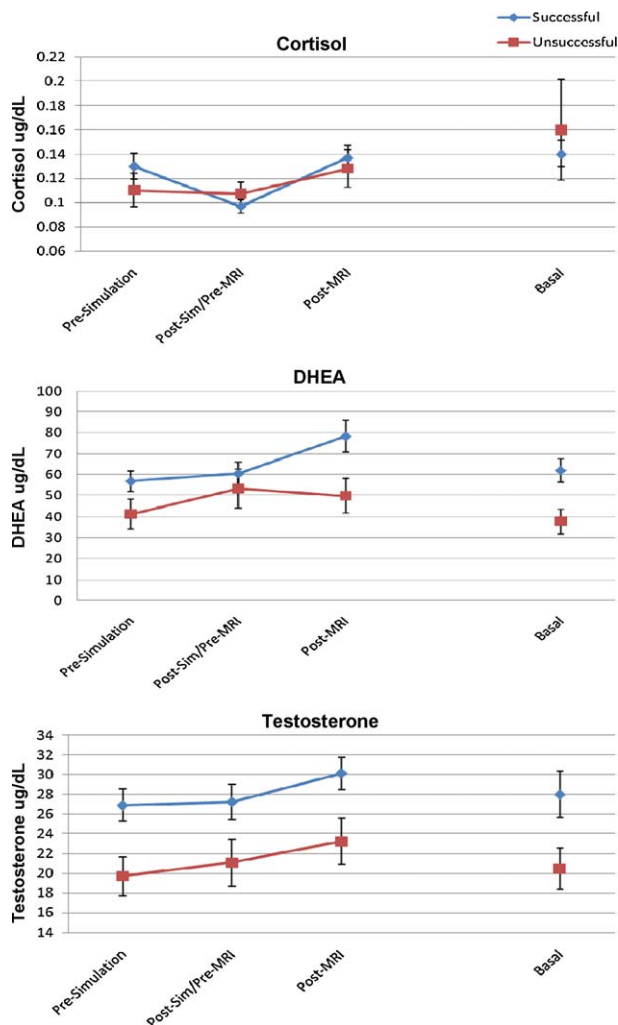 Successful
Unsuccessful
Cortisol
Cortisol ug/dL
0.22
0.2
0.18
0.16
0.14
0.12
0.1
0.08
0.06
Pre-Simulation
Post-Sim/Pre-MRI
Post-MRI
Basal
DHEA
DHEA ug/dL
100
90
80
70
60
50
40
30
20
10
0
Pre-Simulation
Post-Sim/Pre-MRI
Post-MRI
Basal
Testosterone
Testosterone ug/dL
34
32
30
28
26
24
22
20
18
16
14
Pre-Simulation
Post-Sim/Pre-MRI
Post-MRI
Basal